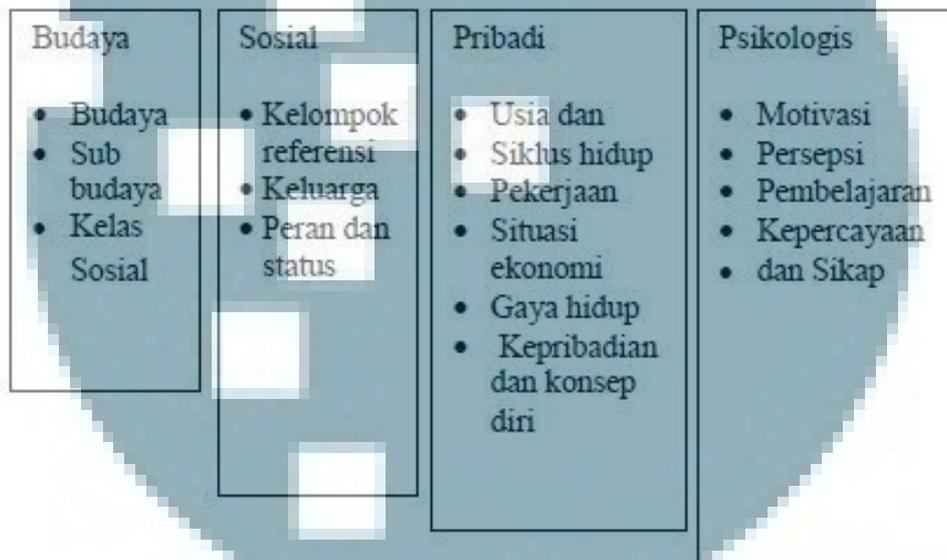 Budaya
• Budaya
• Sub
budaya
• Kelas
Sosial
Sosial
• Kelompok
referensi
• Keluarga
• Peran dan
status
Pribadi
• Usia dan
• Siklus hidup
• Pekerjaan
• Situasi
ekonomi
• Gaya hidup
• Kepribadian
dan konsep
diri
Psikologis
• Motivasi
• Persepsi
• Pembelajaran
• Kepercayaan
• dan Sikap